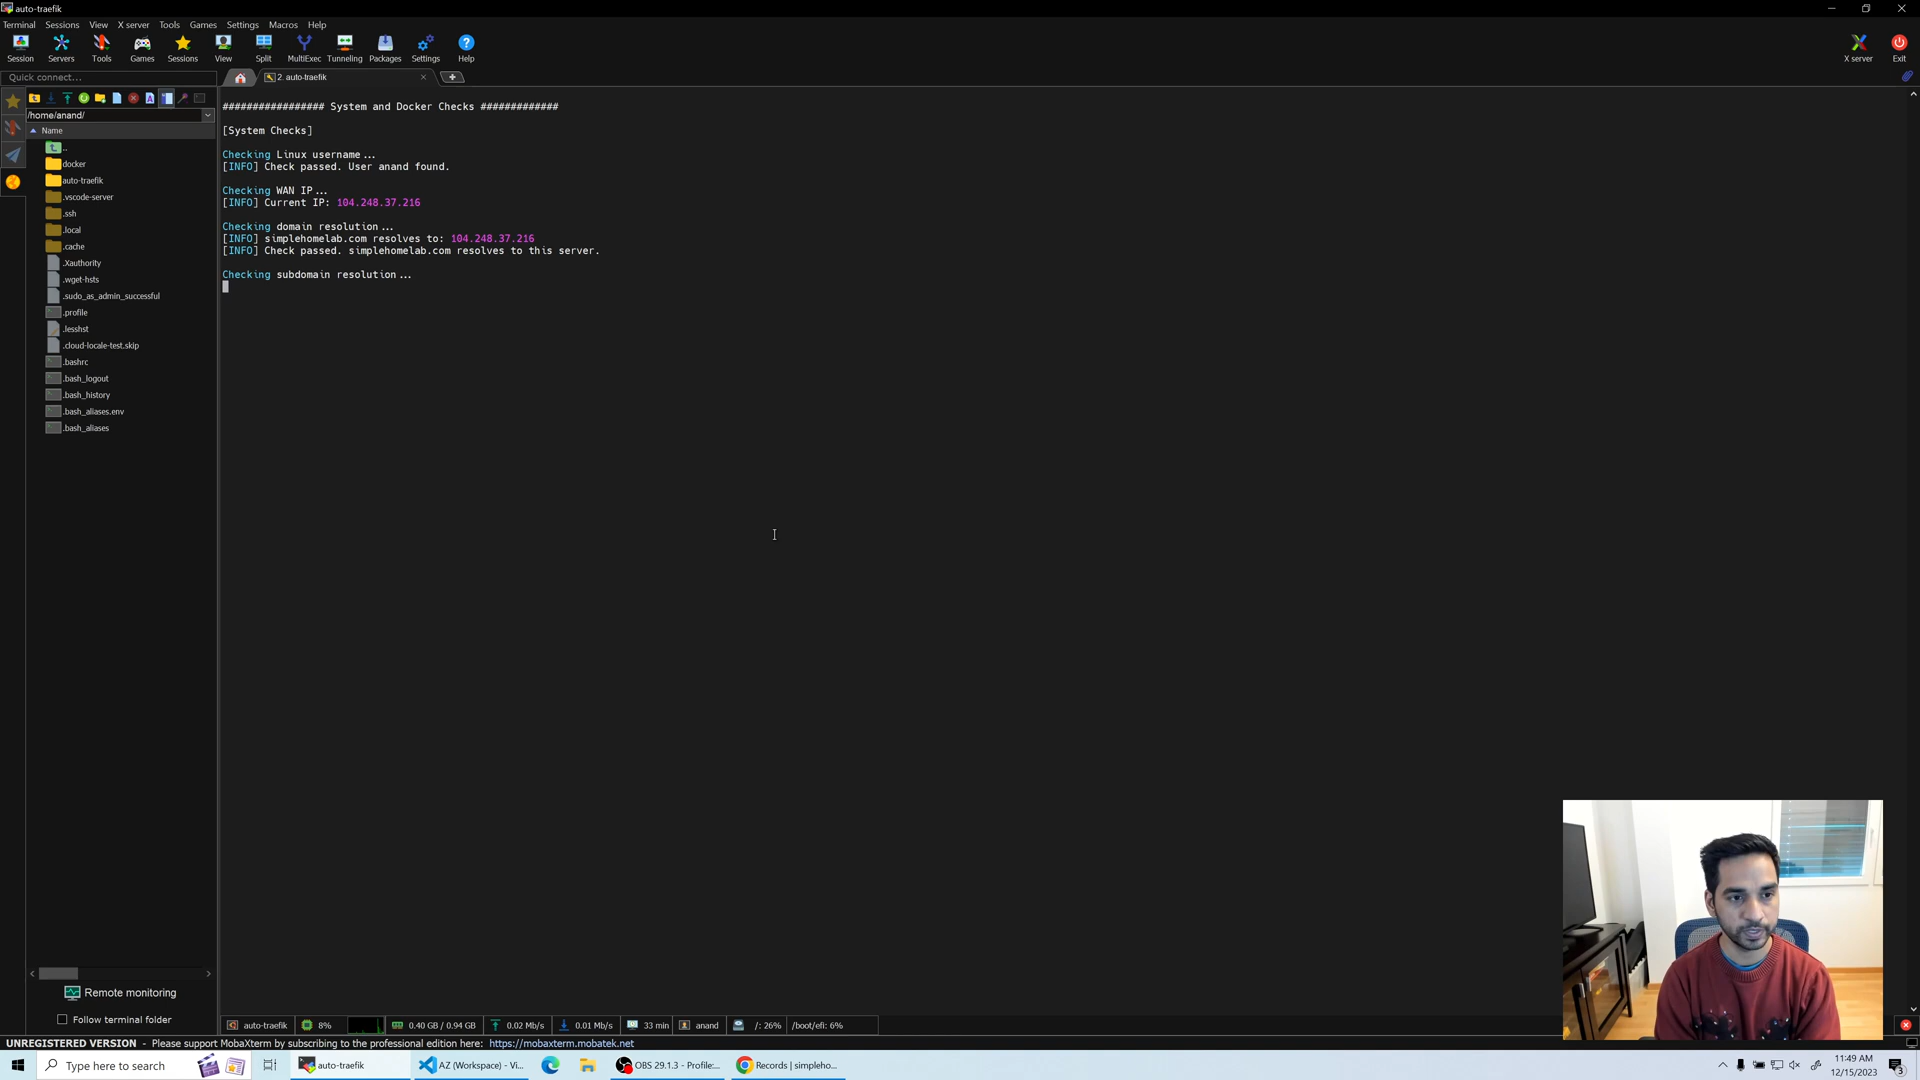 auto-traefik
Terminal Sessions View X server Tools Games Settings Macros Help
Session Servers Tools Games Sessions View Split MultiExec Tunneling Packages Settings Help X server Exit
Quick connect...
2. auto-traefik
/home/anand/
Name
..
docker
auto-traefik
.vscode-server
.ssh
.local
.cache
.Xauthority
.wget-hsts
.sudo_as_admin_successful
.profile
.lesshst
.cloud-locale-test.skip
.bashrc
.bash_logout
.bash_history
.bash_aliases.env
.bash_aliases
################# System and Docker Checks #############
[System Checks]
Checking Linux username...
[INFO] Check passed. User anand found.
Checking WAN IP...
[INFO] Current IP: 104.248.37.216
Checking domain resolution...
[INFO] simplehomelab.com resolves to: 104.248.37.216
[INFO] Check passed. simplehomelab.com resolves to this server.
Checking subdomain resolution...
Remote monitoring
Follow terminal folder
auto-traefik 8% 0.40 GB / 0.94 GB 0.02 Mb/s 0.01 Mb/s 33 min anand /: 26% /boot/efi: 6%
UNREGISTERED VERSION - Please support MobaXterm by subscribing to the professional edition here: https://mobaxterm.mobatek.net
Type here to search
auto-traefik
AZ (Workspace) - Vi...
OBS 29.1.3 - Profile:...
Records | simpleho...
11:49 AM
12/15/2023
3